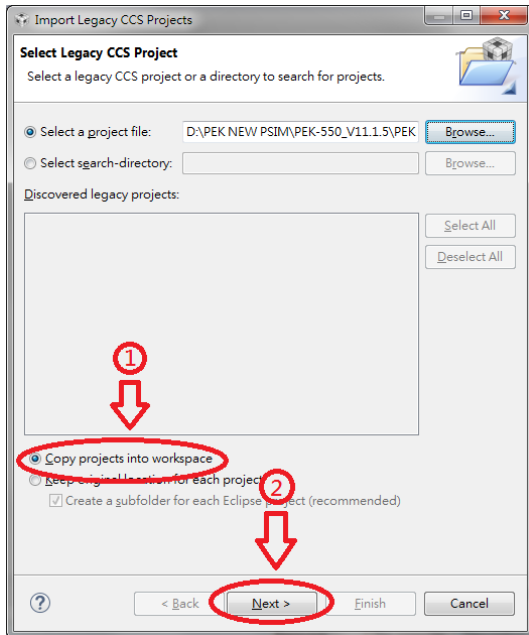 Import Legacy CCS Projects
Select Legacy CCS Project
Select a legacy CCS project or a directory to search for projects.
Select a project file:
D:\PEK NEW PSIM\PEK-550_V11.1.5\PEK
Browse...
Select search-directory:
Browse...
Discovered legacy projects:
Select All
Deselect All
1
Copy projects into workspace
Keep original location for each project
2
Create a subfolder for each Eclipse project (recommended)
?
< Back
Next >
Finish
Cancel